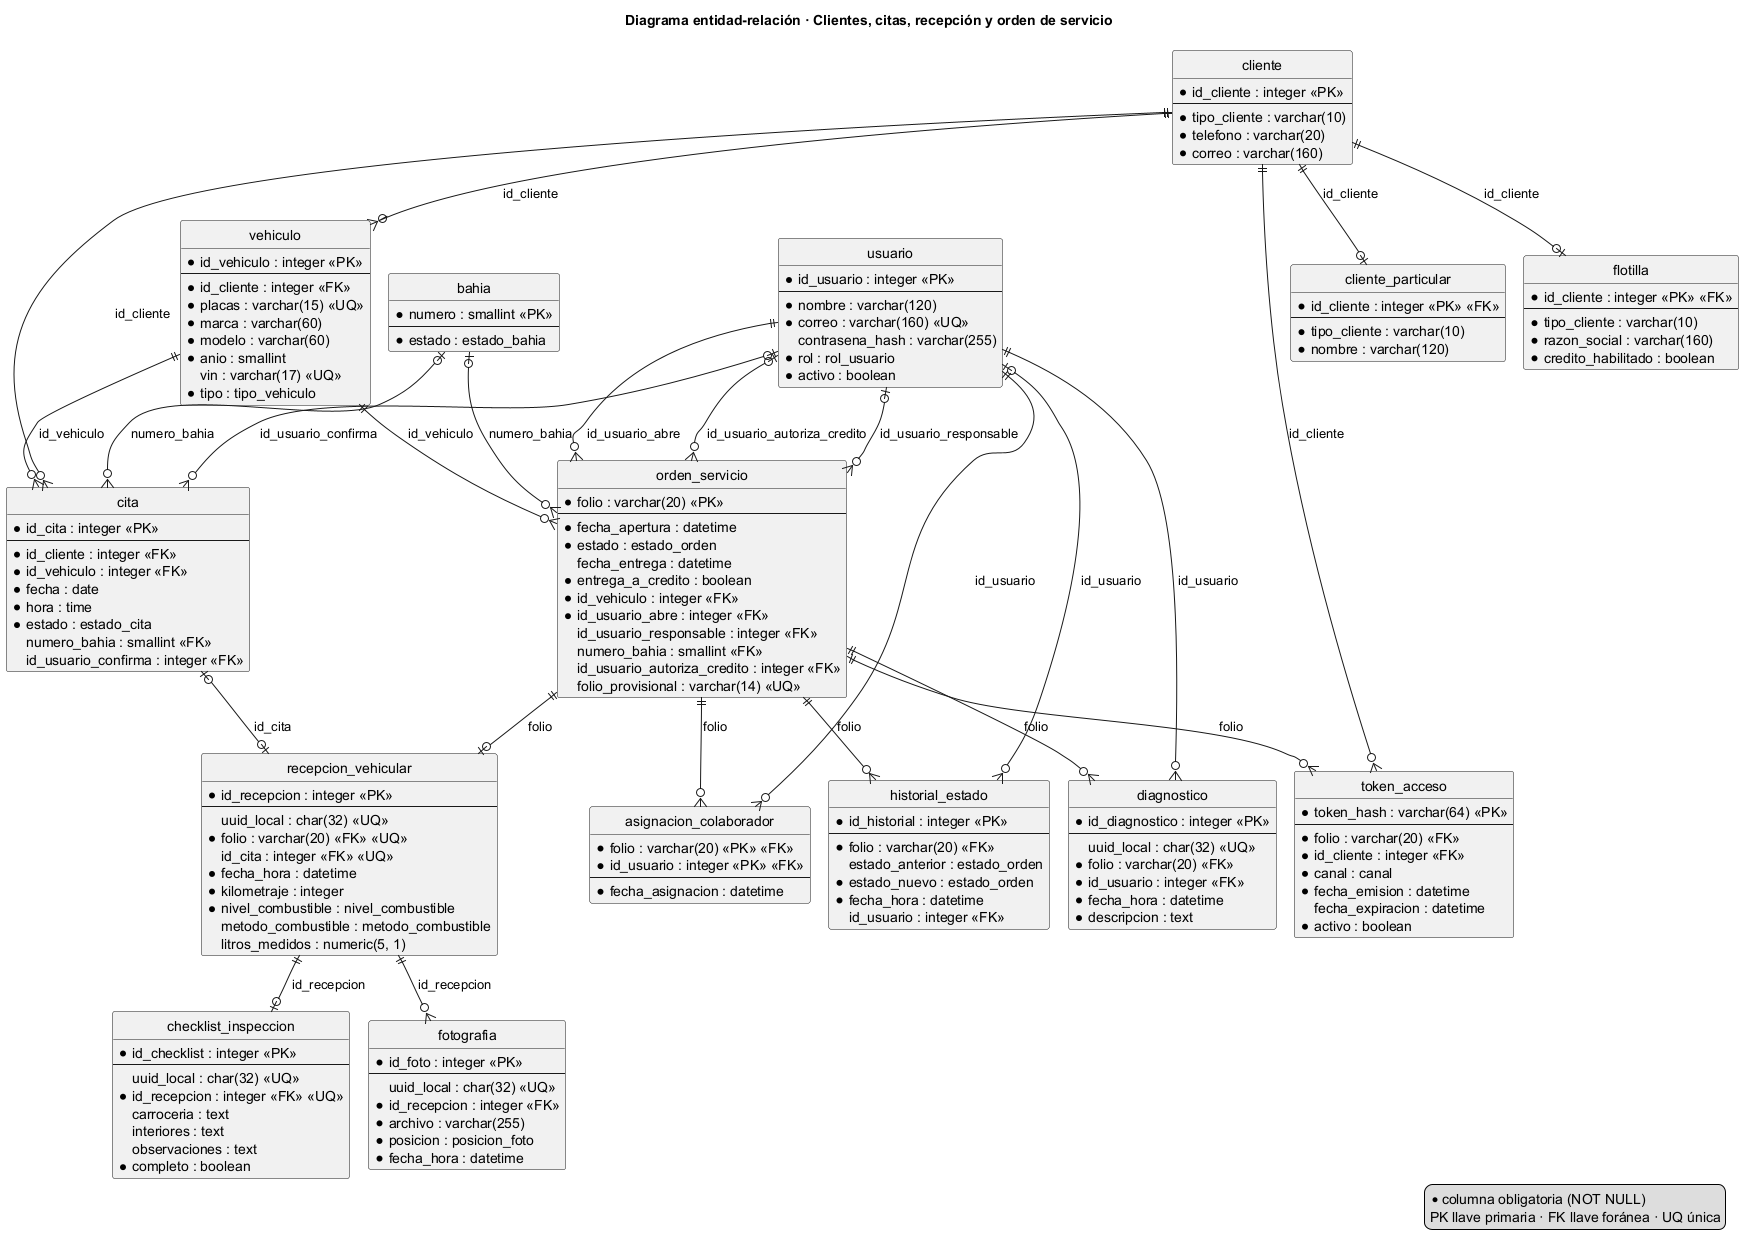 Diagrama entidad-relación · Clientes, citas, recepción y orden de servicio
cliente
* id_cliente : integer «PK»
* tipo_cliente : varchar(10)
* telefono : varchar(20)
* correo : varchar(160)
id_cliente
id_cliente
id_cliente
vehiculo
* id_vehiculo : integer «PK»
* id_cliente : integer «FK»
* placas : varchar(15) «UQ»
* marca : varchar(60)
* modelo : varchar(60)
* anio : smallint
vin : varchar(17) «UQ»
* tipo : tipo_vehiculo
bahia
* numero : smallint «PK»
* estado : estado_bahia
usuario
* id_usuario : integer «PK»
* nombre : varchar(120)
* correo : varchar(160) «UQ»
contrasena_hash : varchar(255)
* rol : rol_usuario
* activo : boolean
cliente_particular
* id_cliente : integer «PK» «FK»
* tipo_cliente : varchar(10)
* nombre : varchar(120)
flotilla
* id_cliente : integer «PK» «FK»
* tipo_cliente : varchar(10)
* razon_social : varchar(160)
* credito_habilitado : boolean
id_cliente
id_vehiculo
numero_bahia
id_usuario_confirma
id_vehiculo
numero_bahia
id_usuario_abre
id_usuario_autoriza_credito
id_usuario_responsable
id_cliente
cita
* id_cita : integer «PK»
* id_cliente : integer «FK»
* id_vehiculo : integer «FK»
* fecha : date
* hora : time
* estado : estado_cita
numero_bahia : smallint «FK»
id_usuario_confirma : integer «FK»
orden_servicio
* folio : varchar(20) «PK»
* fecha_apertura : datetime
* estado : estado_orden
fecha_entrega : datetime
* entrega_a_credito : boolean
* id_vehiculo : integer «FK»
* id_usuario_abre : integer «FK»
id_usuario_responsable : integer «FK»
numero_bahia : smallint «FK»
id_usuario_autoriza_credito : integer «FK»
folio_provisional : varchar(14) «UQ»
id_usuario
id_usuario
id_usuario
id_cita
folio
folio
folio
folio
folio
recepcion_vehicular
* id_recepcion : integer «PK»
uuid_local : char(32) «UQ»
* folio : varchar(20) «FK» «UQ»
id_cita : integer «FK» «UQ»
* fecha_hora : datetime
* kilometraje : integer
* nivel_combustible : nivel_combustible
metodo_combustible : metodo_combustible
litros_medidos : numeric(5, 1)
asignacion_colaborador
* folio : varchar(20) «PK» «FK»
* id_usuario : integer «PK» «FK»
* fecha_asignacion : datetime
historial_estado
* id_historial : integer «PK»
* folio : varchar(20) «FK»
estado_anterior : estado_orden
* estado_nuevo : estado_orden
* fecha_hora : datetime
id_usuario : integer «FK»
diagnostico
* id_diagnostico : integer «PK»
uuid_local : char(32) «UQ»
* folio : varchar(20) «FK»
* id_usuario : integer «FK»
* fecha_hora : datetime
* descripcion : text
token_acceso
* token_hash : varchar(64) «PK»
* folio : varchar(20) «FK»
* id_cliente : integer «FK»
* canal : canal
* fecha_emision : datetime
fecha_expiracion : datetime
* activo : boolean
id_recepcion
id_recepcion
checklist_inspeccion
* id_checklist : integer «PK»
uuid_local : char(32) «UQ»
* id_recepcion : integer «FK» «UQ»
carroceria : text
interiores : text
observaciones : text
* completo : boolean
fotografia
* id_foto : integer «PK»
uuid_local : char(32) «UQ»
* id_recepcion : integer «FK»
* archivo : varchar(255)
* posicion : posicion_foto
* fecha_hora : datetime
• columna obligatoria (NOT NULL)
PK llave primaria · FK llave foránea · UQ única